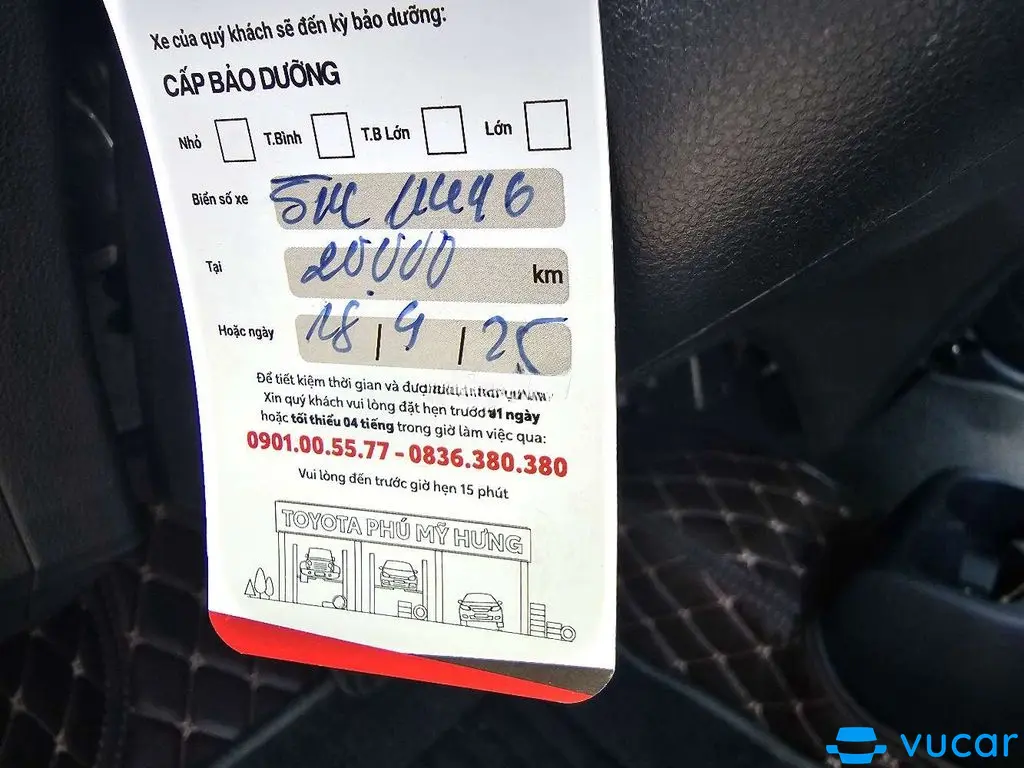 Xe của quý khách sẽ đến kỳ bảo dưỡng:
CẤP BẢO DƯỠNG
Nhỏ T.Bình T.B Lớn Lớn
Biển số xe
Tại 20.000 km
Hoặc ngày 18 / 9 / 25
Để tiết kiệm thời gian và được
Xin quý khách vui lòng đặt hẹn trước 01 ngày
hoặc tối thiểu 04 tiếng trong giờ làm việc qua:
0901.00.55.77 - 0836.380.380
Vui lòng đến trước giờ hẹn 15 phút
TOYOTA PHÚ MỸ HƯNG
vucar